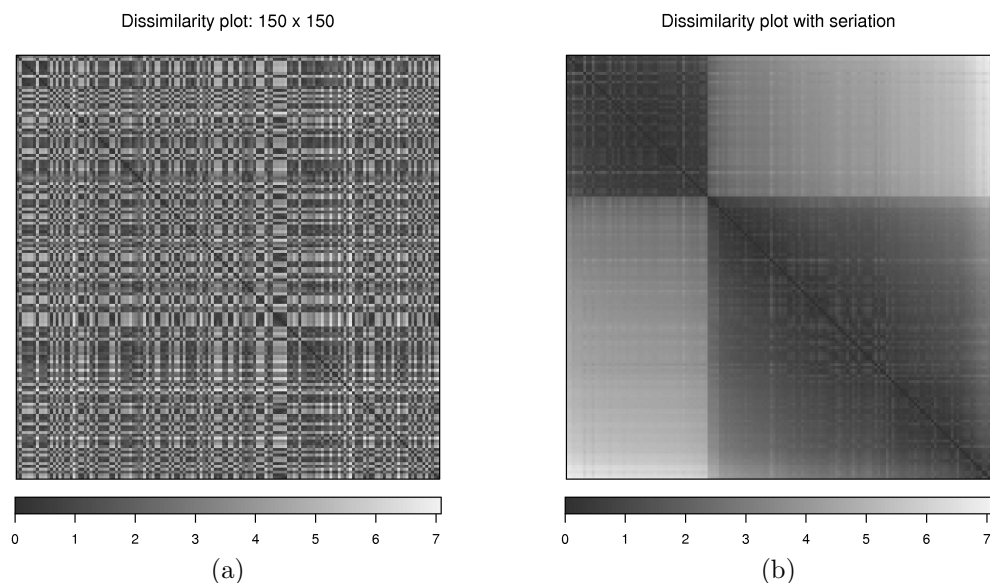 Dissimilarity plot: 150 x 150
Dissimilarity plot with seriation
0 1 2 3 4 5 6 7
0 1 2 3 4 5 6 7
(a)
(b)